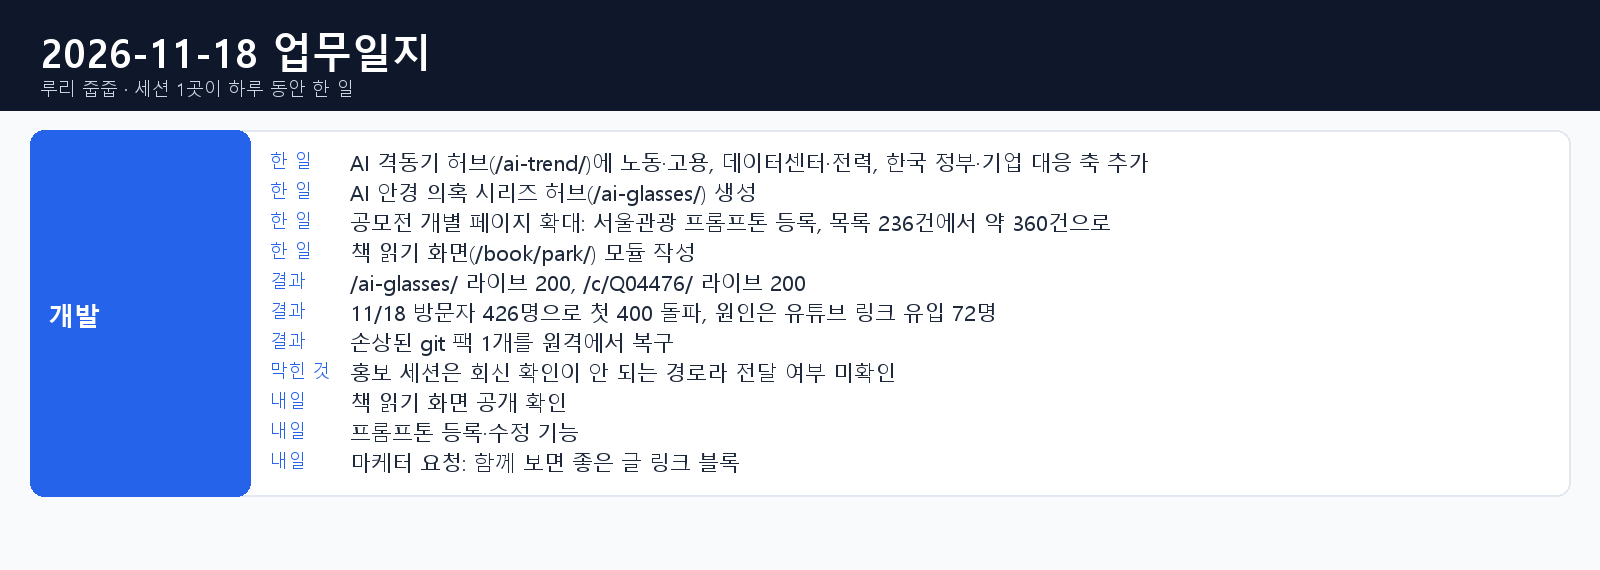 2026-11-18 업무일지
루리 줍줍 · 세션 1곳이 하루 동안 한 일
개발
한 일 AI 격동기 허브(/ai-trend/)에 노동·고용, 데이터센터·전력, 한국 정부·기업 대응 축 추가
한 일 AI 안경 의혹 시리즈 허브(/ai-glasses/) 생성
한 일 공모전 개별 페이지 확대: 서울관광 프롬프톤 등록, 목록 236건에서 약 360건으로
한 일 책 읽기 화면(/book/park/) 모듈 작성
결과 /ai-glasses/ 라이브 200, /c/Q04476/ 라이브 200
결과 11/18 방문자 426명으로 첫 400 돌파, 원인은 유튜브 링크 유입 72명
결과 손상된 git 팩 1개를 원격에서 복구
막힌 것 홍보 세션은 회신 확인이 안 되는 경로라 전달 여부 미확인
내일 책 읽기 화면 공개 확인
내일 프롬프톤 등록·수정 기능
내일 마케터 요청: 함께 보면 좋은 글 링크 블록